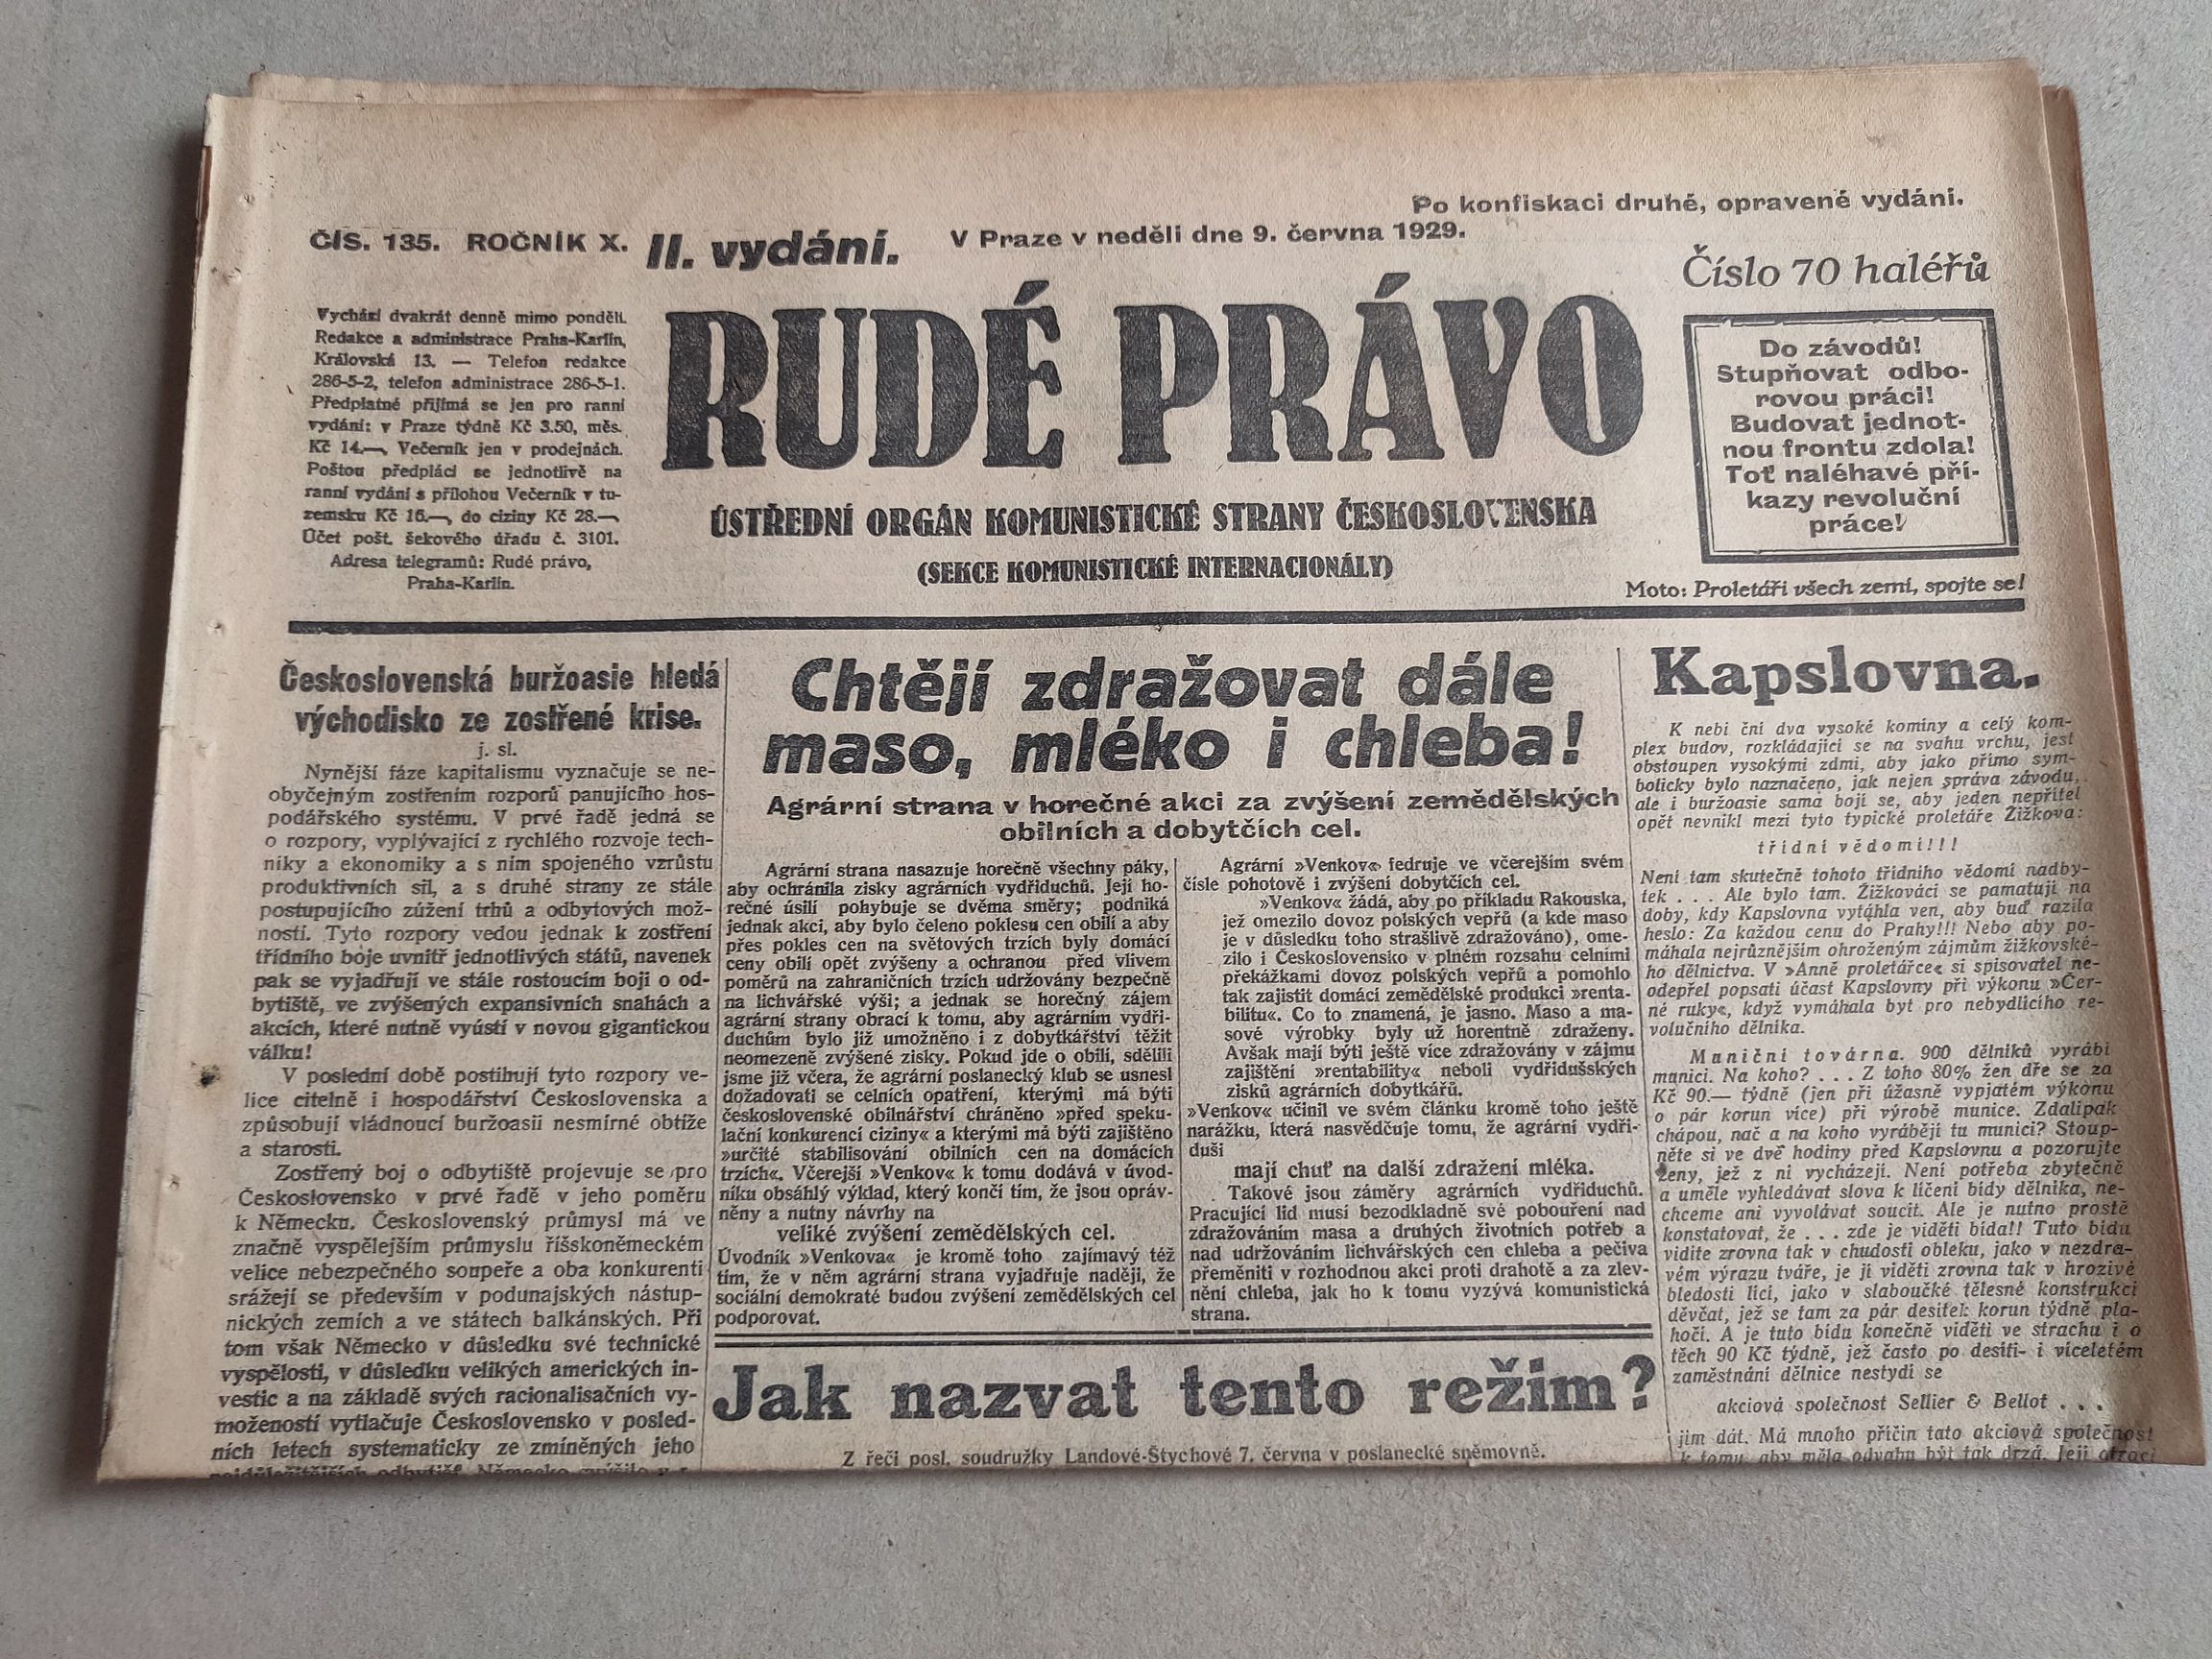 Po konfiskaci druhé, opravené vydání.
ČÍS. 135. ROČNÍK X. II. vydání. V Praze v neděli dne 9. června 1929.
Číslo 70 haléřů
Vychází dvakrát denně mimo pondělí.
Redakce a administrace Praha-Karlín,
Královská 13. — Telefon redakce
286-5-2, telefon administrace 286-5-1.
Předplatné přijímá se jen pro ranní
vydání: v Praze týdně Kč 3.50, měs.
Kč 14.—, Večerník jen v prodejnách.
Poštou předplácí se jednotlivě na
ranní vydání s přílohou Večerník v tu-
zemsku Kč 16.—, do ciziny Kč 28.—,
Účet pošt. šekového úřadu č. 3101.
Adresa telegramů: Rudé právo,
Praha-Karlín.
RUDÉ PRÁVO
ÚSTŘEDNÍ ORGÁN KOMUNISTICKÉ STRANY ČESKOSLOVENSKA
(SEKCE KOMUNISTICKÉ INTERNACIONÁLY)
Do závodů!
Stupňovat odbo-
rovou práci!
Budovat jednot-
nou frontu zdola!
Toť naléhavé pří-
kazy revoluční
práce!
Moto: Proletáři všech zemí, spojte se!
Československá buržoasie hledá
východisko ze zostřené krise.
j. sl.
Nynější fáze kapitalismu vyznačuje se ne-
obyčejným zostřením rozporů panujícího hos-
podářského systému. V prvé řadě jedná se
o rozpory, vyplývající z rychlého rozvoje tech-
niky a ekonomiky a s ním spojeného vzrůstu
produktivních sil, a s druhé strany ze stále
postupujícího zúžení trhů a odbytových mož-
ností. Tyto rozpory vedou jednak k zostření
třídního boje uvnitř jednotlivých států, navenek
pak se vyjadřují ve stále rostoucím boji o od-
bytiště, ve zvýšených expansivních snahách a
akcích, které nutně vyústí v novou gigantickou
válku!
V poslední době postihují tyto rozpory ve-
lice citelně i hospodářství Československa a
způsobují vládnoucí buržoasii nesmírné obtíže
a starosti.
Zostřený boj o odbytiště projevuje se pro
Československo v prvé řadě v jeho poměru
k Německu. Československý průmysl má ve
značně vyspělejším průmyslu říšskoněmeckém
velice nebezpečného soupeře a oba konkurenti
srážejí se především v podunajských nástup-
nických zemích a ve státech balkánských. Při
tom však Německo v důsledku své technické
vyspělosti, v důsledku velikých amerických in-
vestic a na základě svých racionalisačních vy-
možeností vytlačuje Československo v posled-
ních letech systematicky ze zmíněných jeho
Chtějí zdražovat dále
maso, mléko i chleba!
Agrární strana v horečné akci za zvýšení zemědělských
obilních a dobytčích cel.
Agrární strana nasazuje horečně všechny páky,
aby ochránila zisky agrárních vydřiduchů. Její ho-
rečné úsilí pohybuje se dvěma směry; podniká
jednak akci, aby bylo čeleno poklesu cen obilí a aby
přes pokles cen na světových trzích byly domácí
ceny obilí opět zvýšeny a ochranou před vlivem
poměrů na zahraničních trzích udržovány bezpečně
na lichvářské výši; a jednak se horečný zájem
agrární strany obrací k tomu, aby agrárním vydři-
duchům bylo již umožněno i z dobytkářství těžit
neomezeně zvýšené zisky. Pokud jde o obilí, sdělili
jsme již včera, že agrární poslanecký klub se usnesl
dožadovati se celních opatření, kterými má býti
československé obilnářství chráněno »před speku-
lační konkurencí ciziny« a kterými má býti zajištěno
»určité stabilisování obilních cen na domácích
trzích«. Včerejší »Venkov« k tomu dodává v úvod-
níku obsáhlý výklad, který končí tím, že jsou opráv-
něny a nutny návrhy na
veliké zvýšení zemědělských cel.
Úvodník »Venkova« je kromě toho zajímavý též
tím, že v něm agrární strana vyjadřuje naději, že
sociální demokraté budou zvýšení zemědělských cel
podporovat.
Agrární »Venkov« fedruje ve včerejším svém
čísle pohotově i zvýšení dobytčích cel.
»Venkov« žádá, aby po příkladu Rakouska,
jež omezilo dovoz polských vepřů (a kde maso
je v důsledku toho strašlivě zdražováno), ome-
zilo i Československo v plném rozsahu celními
překážkami dovoz polských vepřů a pomohlo
tak zajistit domácí zemědělské produkci »renta-
bilitu«. Co to znamená, je jasno. Maso a ma-
sové výrobky byly už horentně zdraženy.
Avšak mají býti ještě více zdražovány v zájmu
zajištění »rentability« neboli vydřidušských
zisků agrárních dobytkářů.
»Venkov« učinil ve svém článku kromě toho ještě
narážku, která nasvědčuje tomu, že agrární vydři-
duši
mají chuť na další zdražení mléka.
Takové jsou záměry agrárních vydřiduchů.
Pracující lid musí bezodkladně své pobouření nad
zdražováním masa a druhých životních potřeb a
nad udržováním lichvářských cen chleba a pečiva
přeměniti v rozhodnou akci proti drahotě a za zlev-
nění chleba, jak ho k tomu vyzývá komunistická
strana.
Jak nazvat tento režim?
Z řeči posl. soudružky Landové-Štychové 7. června v poslanecké sněmovně.
Kapslovna.
K nebi ční dva vysoké komíny a celý kom-
plex budov, rozkládající se na svahu vrchu, jest
obstoupen vysokými zdmi, aby jako přímo sym-
bolicky bylo naznačeno, jak nejen správa závodu,
ale i buržoasie sama bojí se, aby jeden nepřítel
opět nevnikl mezi tyto typické proletáře Žižkova:
třídní vědomí!!!
Není tam skutečně tohoto třídního vědomí nadby-
tek . . . Ale bylo tam. Žižkováci se pamatují na
doby, kdy Kapslovna vytáhla ven, aby buď razila
heslo: Za každou cenu do Prahy!!! Nebo aby po-
máhala nejrůznějším ohroženým zájmům žižkovské-
ho dělnictva. V »Anně proletářce« si spisovatel ne-
odepřel popsati účast Kapslovny při výkonu »Čer-
né ruky«, když vymáhala byt pro nebydlícího re-
volučního dělníka.
Muniční továrna. 900 dělníků vyrábí
munici. Na koho? . . . Z toho 80% žen dře se za
Kč 90.— týdně (jen při úžasně vypjatém výkonu
o pár korun více) při výrobě munice. Zdalipak
chápou, nač a na koho vyrábějí tu munici? Stoup-
něte si ve dvě hodiny před Kapslovnu a pozorujte
ženy, jež z ní vycházejí. Není potřeba zbytečně
a uměle vyhledávat slova k líčení bídy dělníka, ne-
chceme ani vyvolávat soucit. Ale je nutno prostě
konstatovat, že . . . zde je viděti bída!! Tuto bídu
vidíte zrovna tak v chudosti obleku, jako v nezdra-
vém výrazu tváře, je jí viděti zrovna tak v hrozivé
bledosti lící, jako v slaboučké tělesné konstrukci
děvčat, jež se tam za pár desítek korun týdně pla-
hočí. A je tuto bídu konečně viděti ve strachu i o
těch 90 Kč týdně, jež často po desíti- i víceletém
zaměstnání dělnice nestydí se
akciová společnost Sellier & Bellot . . .
jim dát. Má mnoho příčin tato akciová společnost
k tomu, aby měla odvahu být tak drzá. Její